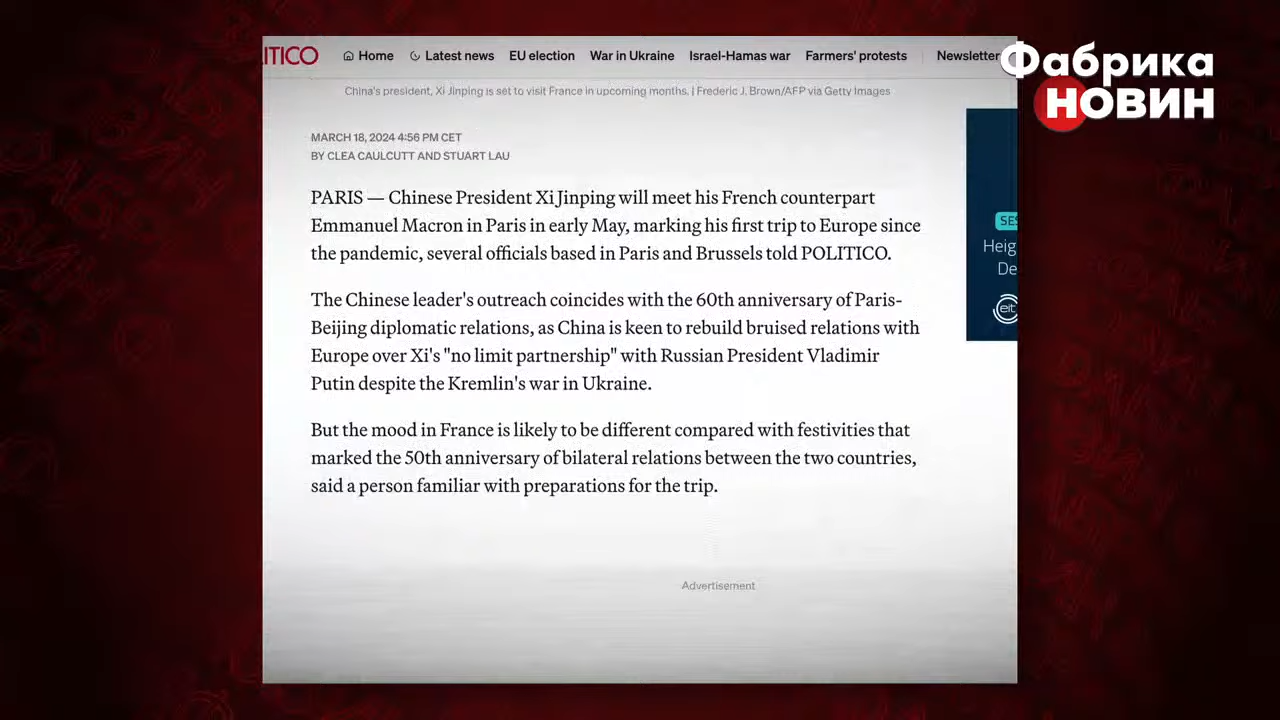 ITICO Home Latest news EU election War in Ukraine Israel-Hamas war Farmers' protests Newsletter
Фабрика
НОВИН
China's president, Xi Jinping is set to visit France in upcoming months. | Frederic J. Brown/AFP via Getty Images
MARCH 18, 2024 4:56 PM CET
BY CLEA CAULCUTT AND STUART LAU
PARIS — Chinese President Xi Jinping will meet his French counterpart
Emmanuel Macron in Paris in early May, marking his first trip to Europe since
the pandemic, several officials based in Paris and Brussels told POLITICO.
The Chinese leader's outreach coincides with the 60th anniversary of Paris-
Beijing diplomatic relations, as China is keen to rebuild bruised relations with
Europe over Xi's "no limit partnership" with Russian President Vladimir
Putin despite the Kremlin's war in Ukraine.
But the mood in France is likely to be different compared with festivities that
marked the 50th anniversary of bilateral relations between the two countries,
said a person familiar with preparations for the trip.
SES
Heig
De
eit
Advertisement